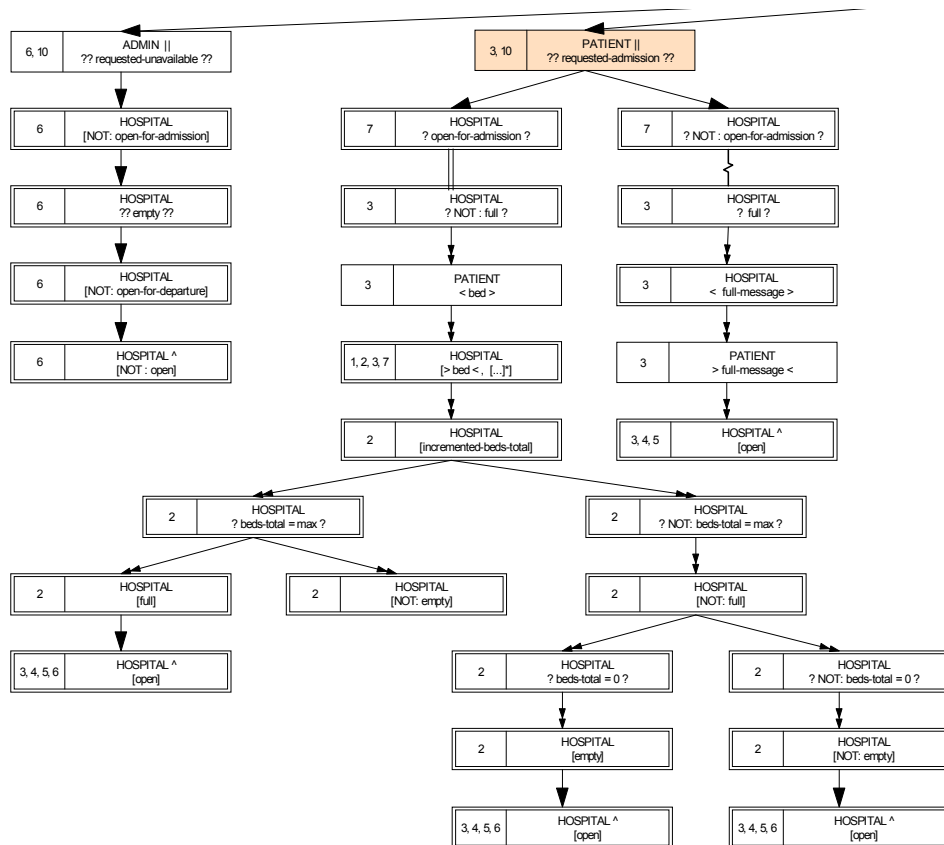 6, 10
ADMIN ||
?? requested-unavailable ??
3, 10
PATIENT ||
?? requested-admission ??
6
HOSPITAL
[NOT: open-for-admission]
7
HOSPITAL
? open-for-admission ?
7
HOSPITAL
? NOT : open-for-admission ?
6
HOSPITAL
?? empty ??
3
HOSPITAL
? NOT : full ?
3
HOSPITAL
? full ?
6
HOSPITAL
[NOT: open-for-departure]
3
PATIENT
< bed >
3
HOSPITAL
< full-message >
6
HOSPITAL ^
[NOT : open]
1, 2, 3, 7
HOSPITAL
[> bed < , [...]*]
3
PATIENT
> full-message <
2
HOSPITAL
[incremented-beds-total]
3, 4, 5
HOSPITAL ^
[open]
2
HOSPITAL
? beds-total = max ?
2
HOSPITAL
? NOT: beds-total = max ?
2
HOSPITAL
[full]
2
HOSPITAL
[NOT: empty]
2
HOSPITAL
[NOT: full]
3, 4, 5, 6
HOSPITAL ^
[open]
2
HOSPITAL
? beds-total = 0 ?
2
HOSPITAL
? NOT: beds-total = 0 ?
2
HOSPITAL
[empty]
2
HOSPITAL
[NOT: empty]
3, 4, 5, 6
HOSPITAL ^
[open]
3, 4, 5, 6
HOSPITAL ^
[open]